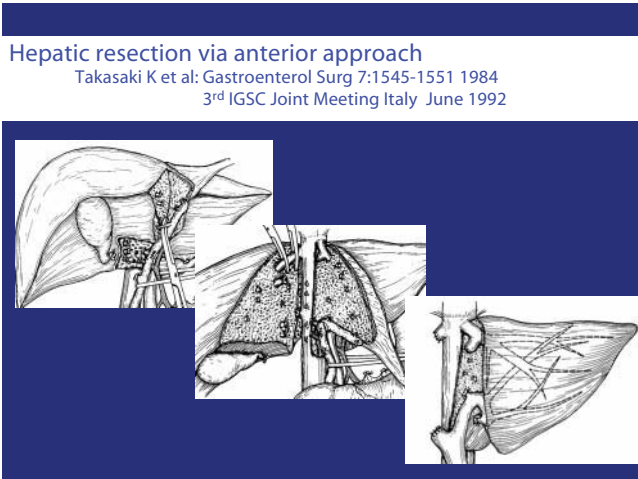 Hepatic resection via anterior approach
Takasaki K et al: Gastroenterol Surg 7:1545-1551 1984
3rd IGSC Joint Meeting Italy June 1992